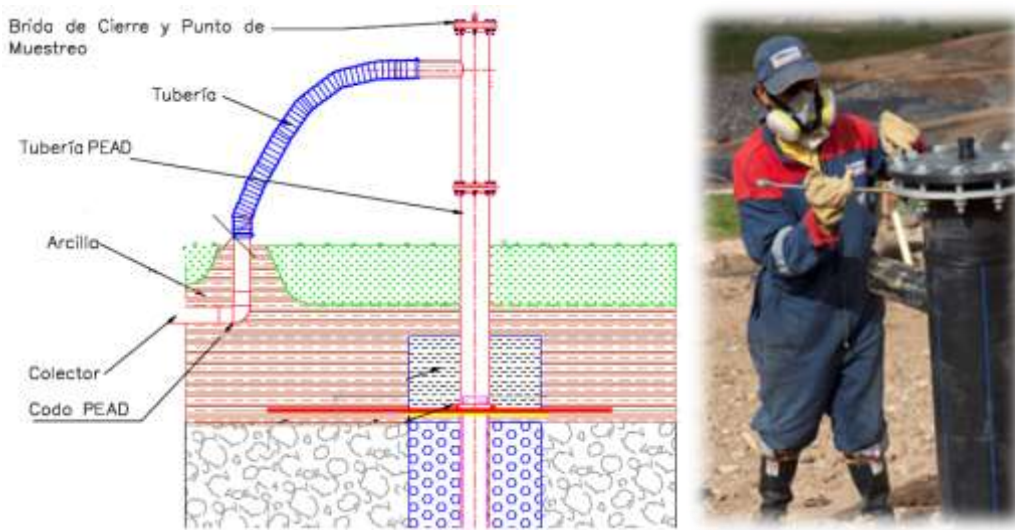 Brida de Cierre y Punto de
Muestreo
Tubería
Tubería PEAD
Arcilla
Colector
Codo PEAD